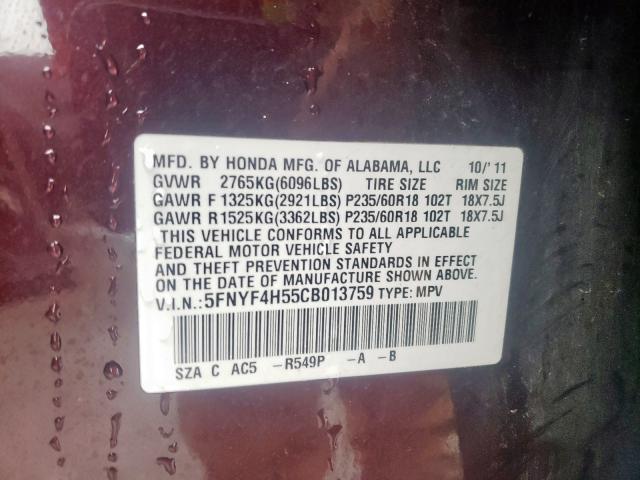 MFD. BY HONDA MFG. OF ALABAMA, LLC 10/'11
GVWR 2765KG(6096LBS) TIRE SIZE RIM SIZE
GAWR F 1325KG(2921LBS) P235/60R18 102T 18X7.5J
GAWR R 1525KG(3362LBS) P235/60R18 102T 18X7.5J
THIS VEHICLE CONFORMS TO ALL APPLICABLE
FEDERAL MOTOR VEHICLE SAFETY
AND THEFT PREVENTION STANDARDS IN EFFECT
ON THE DATE OF MANUFACTURE SHOWN ABOVE.
V.I.N.:5FNYF4H55CB013759 TYPE: MPV
SZA C AC5 -R549P -A -B